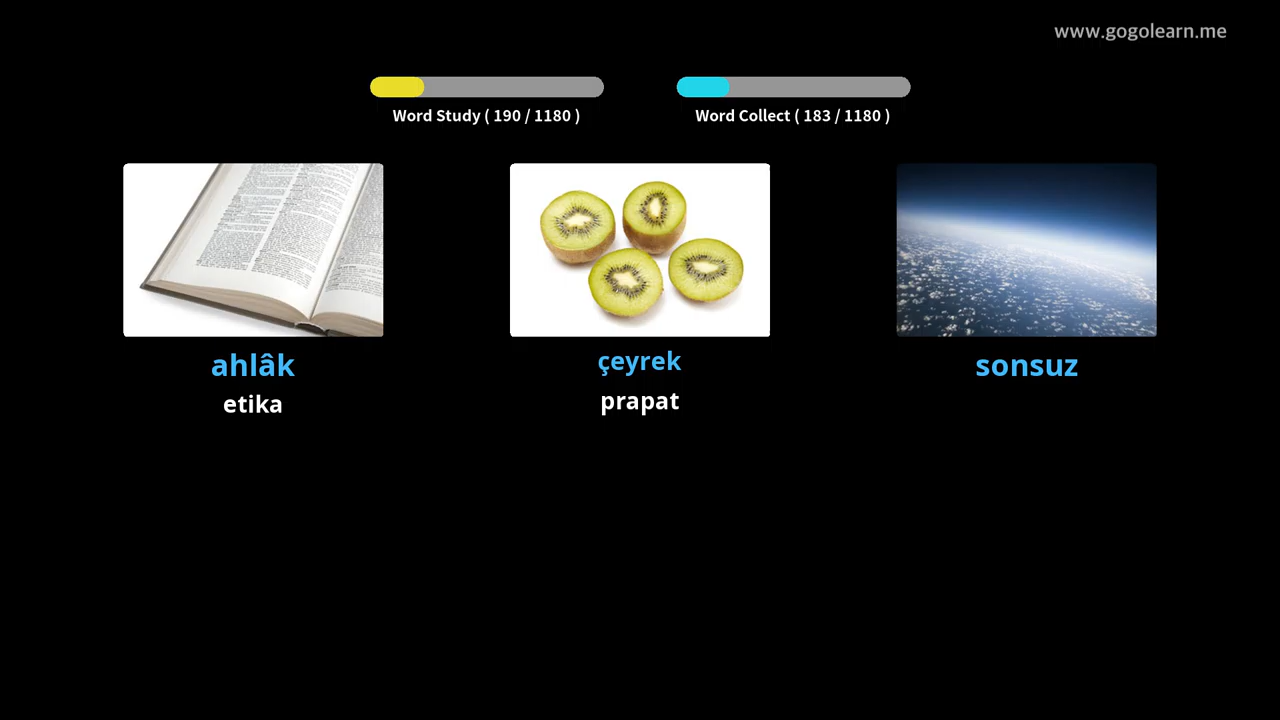 www.gogolearn.me
Word Study ( 190 / 1180 )
Word Collect ( 183 / 1180 )
ahlâk
etika
çeyrek
prapat
sonsuz